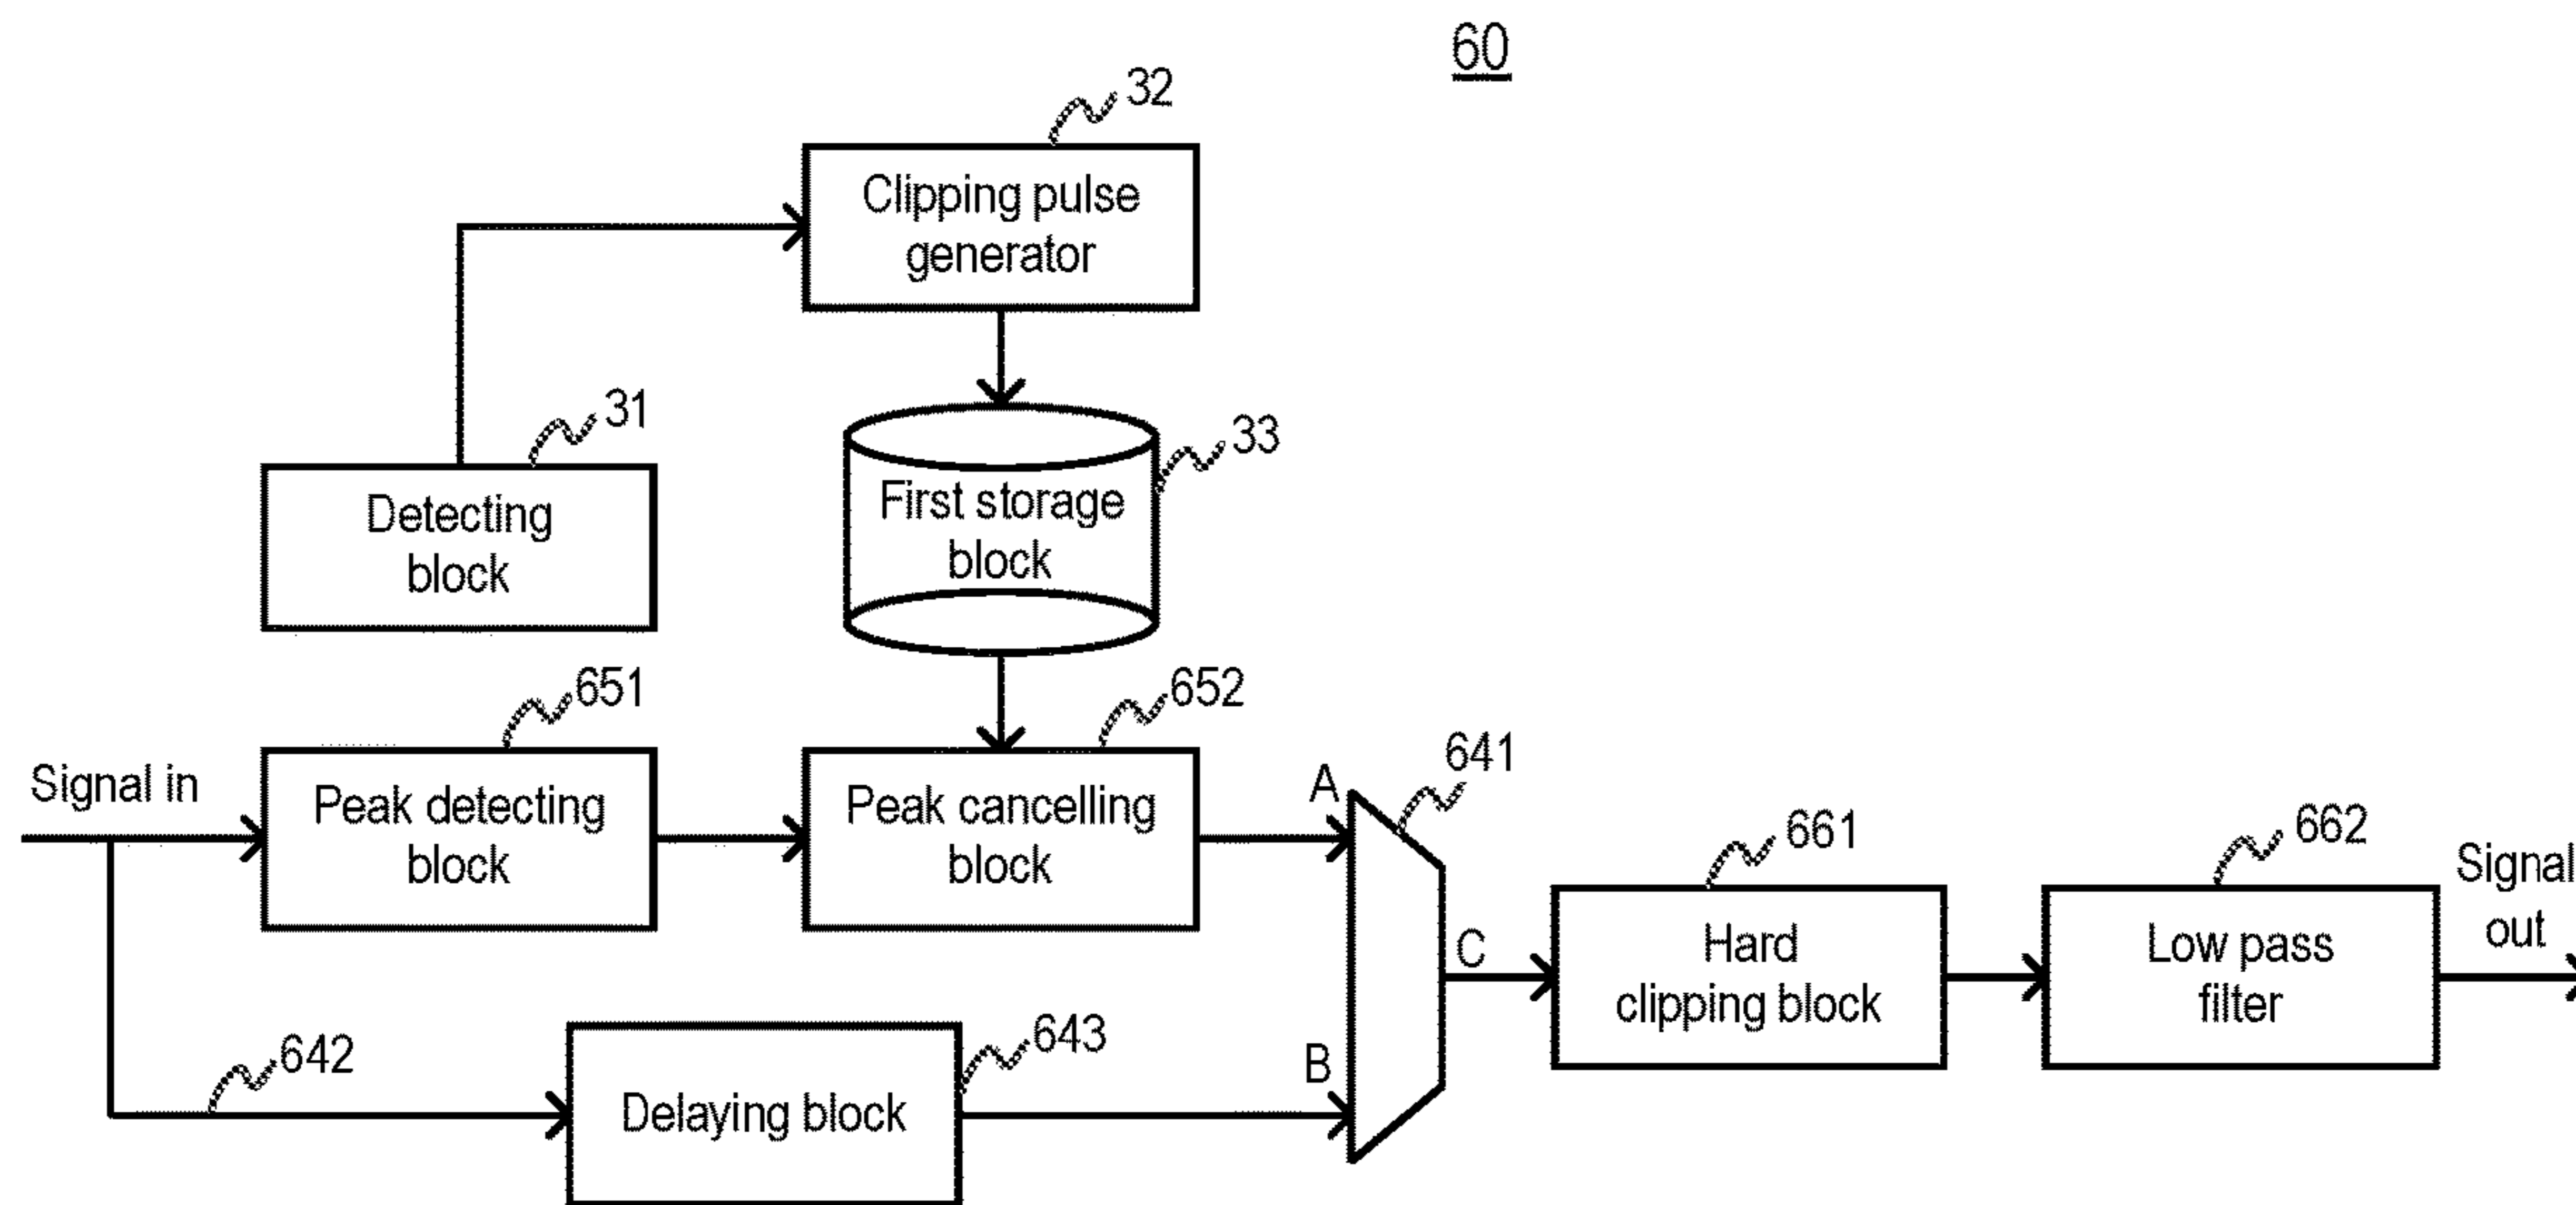 60
32
Clipping pulse
generator
31
Detecting
block
33
First storage
block
651
652
641
Signal in
Peak detecting
block
Peak cancelling
block
A
661
662
Signal
out
Hard
clipping block
Low pass
filter
C
B
642
643
Delaying block